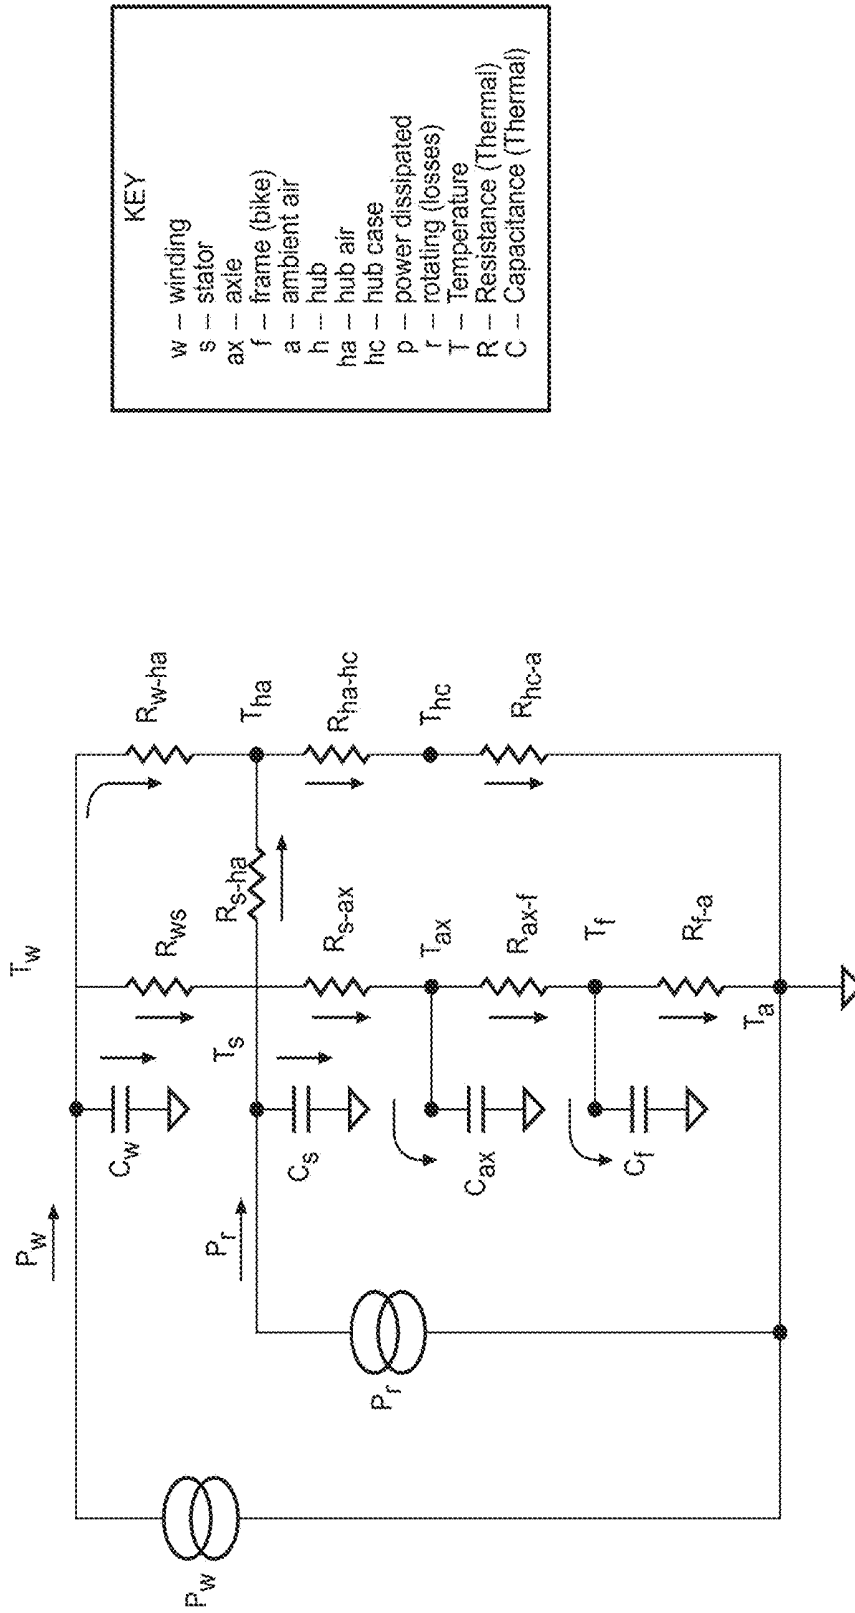 KEY
w -- winding
s -- stator
ax -- axle
f -- frame (bike)
a -- ambient air
h -- hub
ha -- hub air
hc -- hub case
p -- power dissipated
r -- rotating (losses)
T -- Temperature
R -- Resistance (Thermal)
C -- Capacitance (Thermal)
Pw
Pw
Tw
Cw
Rws
Rw-ha
Pr
Pr
Ts
Rs-ha
Tha
Cs
Rs-ax
Rha-hc
Tax
Thc
Cax
Rax-f
Rhc-a
Tf
Cf
Rf-a
Ta